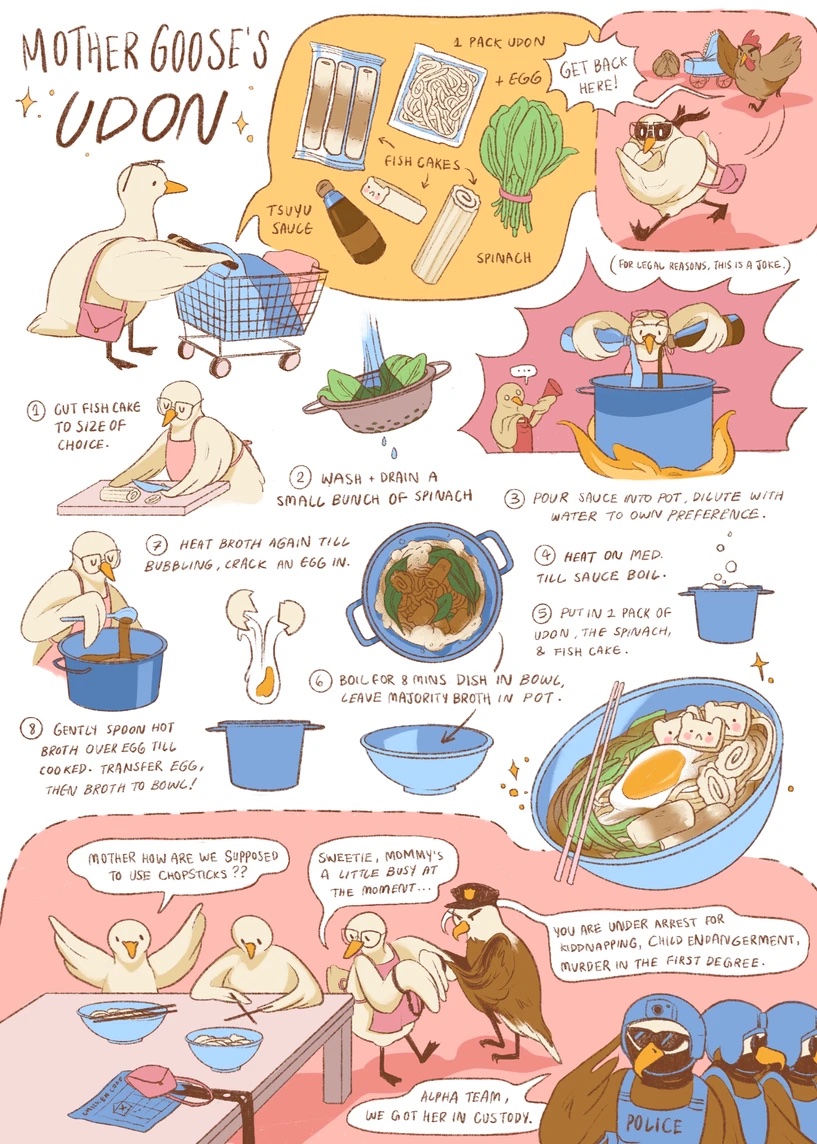 MOTHER GOOSE'S
UDON
1 PACK UDON
+ EGG
FISH CAKES
TSUYU
SAUCE
SPINACH
GET BACK
HERE!
(FOR LEGAL REASONS, THIS IS A JOKE.)
1 CUT FISH CAKE
TO SIZE OF
CHOICE.
2 WASH + DRAIN A
SMALL BUNCH OF SPINACH
...
3 POUR SAUCE INTO POT, DILUTE WITH
WATER TO OWN PREFERENCE.
4 HEAT ON MED.
TILL SAUCE BOIL.
5 PUT IN 1 PACK OF
UDON, THE SPINACH,
& FISH CAKE.
6 BOIL FOR 8 MINS DISH IN BOWL,
LEAVE MAJORITY BROTH IN POT.
7 HEAT BROTH AGAIN TILL
BUBBLING, CRACK AN EGG IN.
8 GENTLY SPOON HOT
BROTH OVER EGG TILL
COOKED. TRANSFER EGG,
THEN BROTH TO BOWL!
MOTHER HOW ARE WE SUPPOSED
TO USE CHOPSTICKS ??
SWEETIE, MOMMY'S
A LITTLE BUSY AT
THE MOMENT...
YOU ARE UNDER ARREST FOR
KIDDNAPPING, CHILD ENDANGERMENT,
MURDER IN THE FIRST DEGREE.
CHICKEN COOP
ALPHA TEAM,
WE GOT HER IN CUSTODY.
POLICE